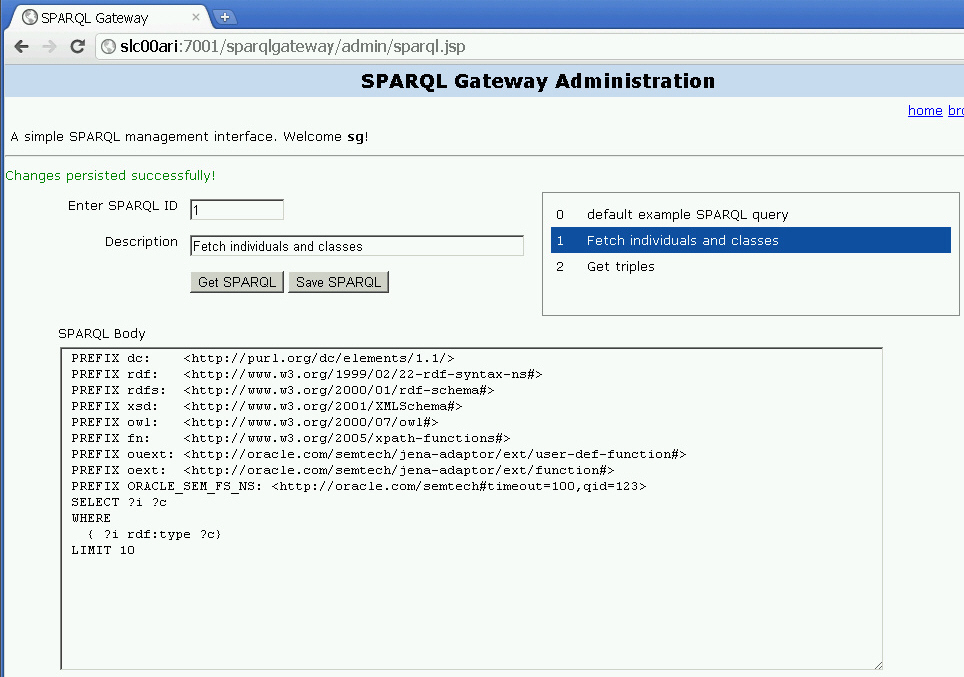 SPARQL Gateway
slc00ari:7001/sparqlgateway/admin/sparql.jsp
SPARQL Gateway Administration
home bro
A simple SPARQL management interface. Welcome sg!
Changes persisted successfully!
Enter SPARQL ID 1
Description Fetch individuals and classes
Get SPARQL Save SPARQL
0 default example SPARQL query
1 Fetch individuals and classes
2 Get triples
SPARQL Body
PREFIX dc: <http://purl.org/dc/elements/1.1/>
PREFIX rdf: <http://www.w3.org/1999/02/22-rdf-syntax-ns#>
PREFIX rdfs: <http://www.w3.org/2000/01/rdf-schema#>
PREFIX xsd: <http://www.w3.org/2001/XMLSchema#>
PREFIX owl: <http://www.w3.org/2000/07/owl#>
PREFIX fn: <http://www.w3.org/2005/xpath-functions#>
PREFIX ouext: <http://oracle.com/semtech/jena-adaptor/ext/user-def-function#>
PREFIX oext: <http://oracle.com/semtech/jena-adaptor/ext/function#>
PREFIX ORACLE_SEM_FS_NS: <http://oracle.com/semtech#timeout=100,qid=123>
SELECT ?i ?c
WHERE
{ ?i rdf:type ?c}
LIMIT 10